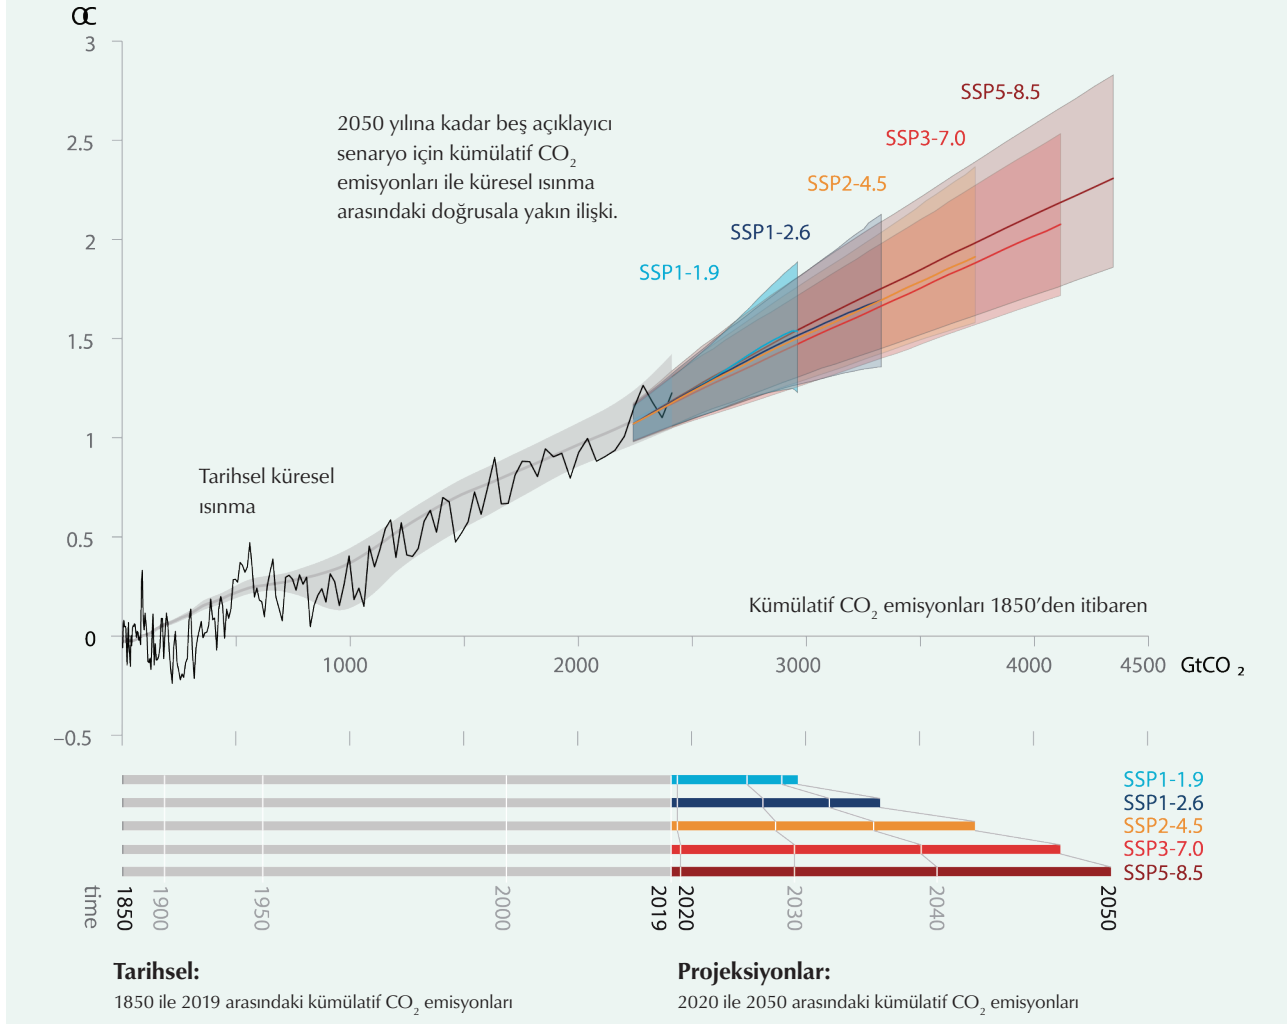 °C
3
2.5
2
1.5
1
0.5
0
–0.5
2050 yılına kadar beş açıklayıcı
senaryo için kümülatif CO₂
emisyonları ile küresel ısınma
arasındaki doğrusala yakın ilişki.
SSP5-8.5
SSP3-7.0
SSP2-4.5
SSP1-2.6
SSP1-1.9
Tarihsel küresel
ısınma
Kümülatif CO₂ emisyonları 1850’den itibaren
1000 2000 3000 4000 4500 GtCO ₂
SSP1-1.9
SSP1-2.6
SSP2-4.5
SSP3-7.0
SSP5-8.5
time 1850 1900 1950 2000 2019 2020 2030 2040 2050
Tarihsel:
1850 ile 2019 arasındaki kümülatif CO₂ emisyonları
Projeksiyonlar:
2020 ile 2050 arasındaki kümülatif CO₂ emisyonları